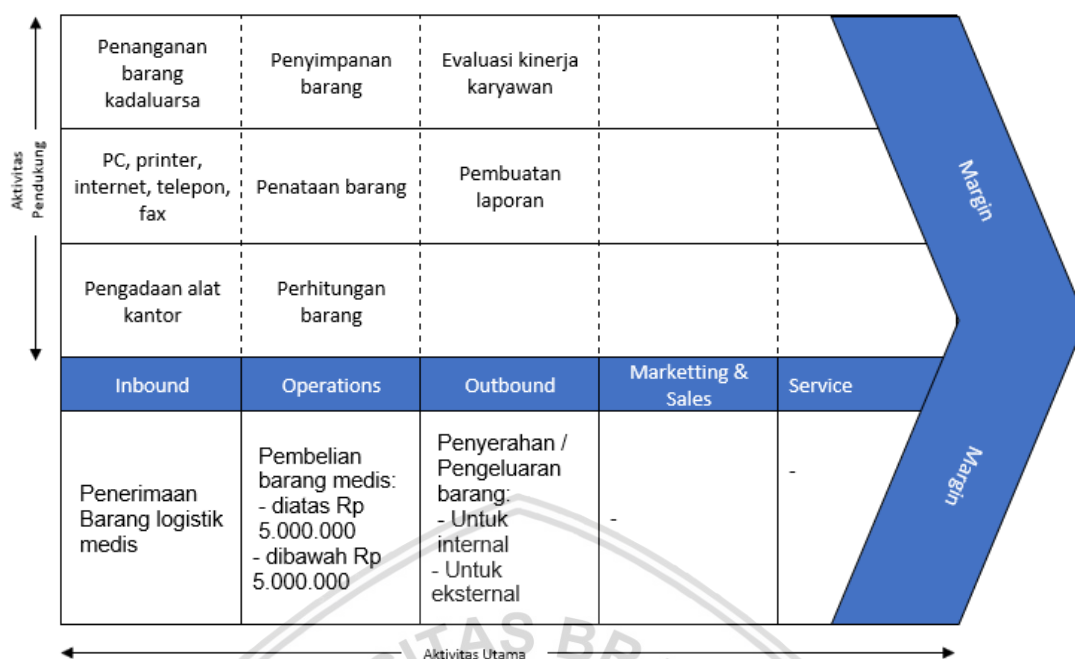 Aktivitas
Pendukung
Penanganan
barang
kadaluarsa
Penyimpanan
barang
Evaluasi kinerja
karyawan
PC, printer,
internet, telepon,
fax
Penataan barang
Pembuatan
laporan
Pengadaan alat
kantor
Perhitungan
barang
Margin
Inbound
Operations
Outbound
Marketting &
Sales
Service
Penerimaan
Barang logistik
medis
Pembelian
barang medis:
- diatas Rp
5.000.000
- dibawah Rp
5.000.000
Penyerahan /
Pengeluaran
barang:
- Untuk
internal
- Untuk
eksternal
-
-
Margin
Aktivitas Utama